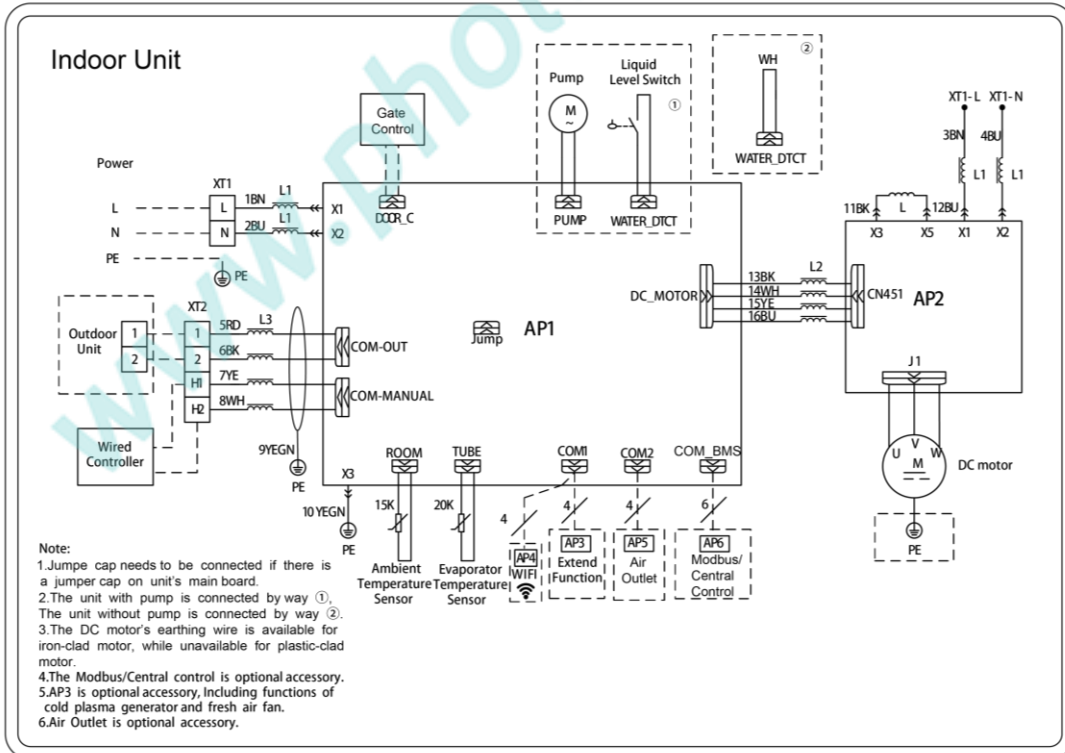 Indoor Unit
www.pho
Power
L
N
PE
XT1
L
N
1BN
L1
2BU
L1
X1
X2
PE
Gate
Control
DOOR_C
Pump
M
~
PUMP
Liquid
Level Switch
①
WATER_DTCT
②
WH
WATER_DTCT
XT1-L
XT1-N
3BN
4BU
L1
L1
11BK
L
12BU
X3
X5
X1
X2
AP2
DC_MOTOR
13BK
14WH
15YE
16BU
L2
CN451
J1
U
V
W
M
DC motor
PE
AP1
Jump
Outdoor
Unit
1
2
XT2
1
2
H1
H2
5RD
L3
6BK
7YE
8WH
COM-OUT
COM-MANUAL
Wired
Controller
9YEGN
PE
X3
10 YEGN
PE
ROOM
15K
Ambient
Temperature
Sensor
TUBE
20K
Evaporator
Temperature
Sensor
COM1
COM2
COM_BMS
4
4
4
6
AP4
WIFI
AP3
Extend
Function
AP5
Air
Outlet
AP6
Modbus/
Central
Control
Note:
1.Jumpe cap needs to be connected if there is
a jumper cap on unit's main board.
2.The unit with pump is connected by way ①,
The unit without pump is connected by way ②.
3.The DC motor's earthing wire is available for
iron-clad motor, while unavailable for plastic-clad
motor.
4.The Modbus/Central control is optional accessory.
5.AP3 is optional accessory, Including functions of
cold plasma generator and fresh air fan.
6.Air Outlet is optional accessory.